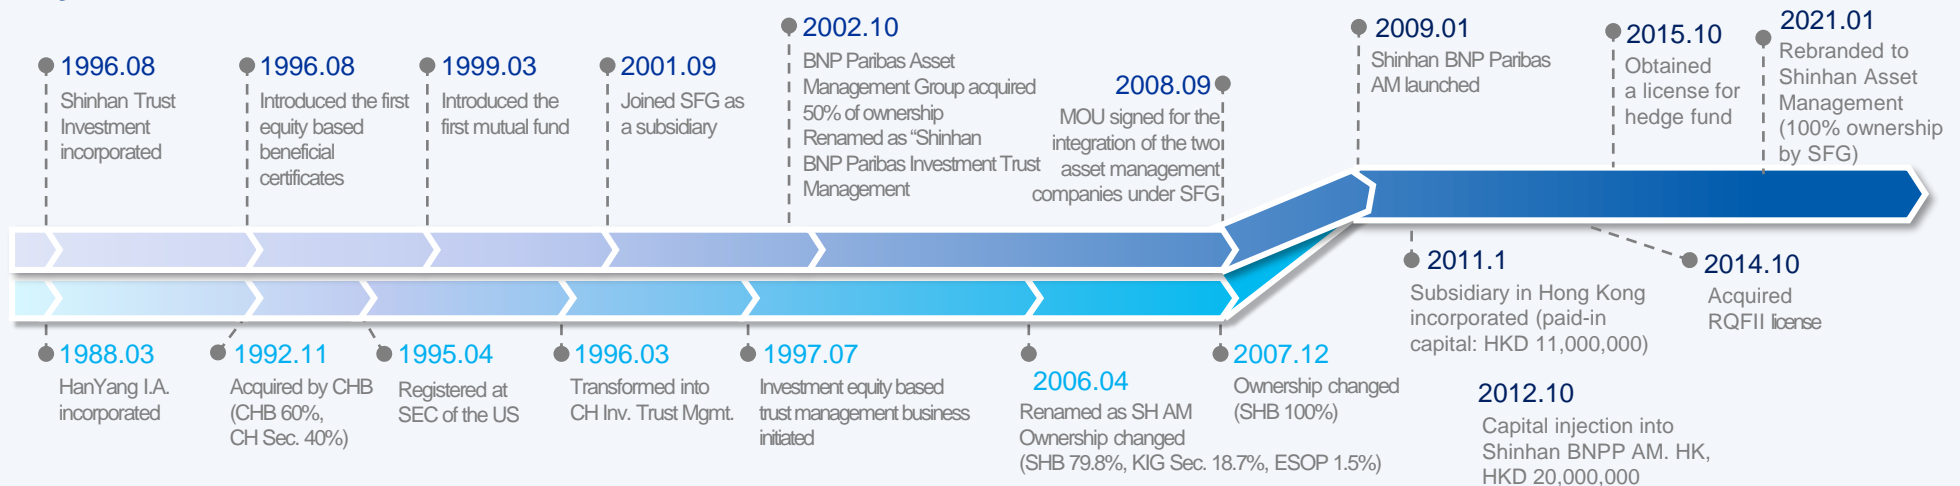 1996.08
Shinhan Trust
Investment
incorporated
1996.08
Introduced the first
equity based
beneficial
certificates
1999.03
Introduced the
first mutual fund
2001.09
Joined SFG as
a subsidiary
2002.10
BNP Paribas Asset
Management Group acquired
50% of ownership
Renamed as “Shinhan
BNP Paribas Investment Trust
Management
2008.09
MOU signed for the
integration of the two
asset management
companies under SFG
2009.01
Shinhan BNP Paribas
AM launched
2015.10
Obtained
a license for
hedge fund
2021.01
Rebranded to
Shinhan Asset
Management
(100% ownership
by SFG)
1988.03
HanYang I.A.
incorporated
1992.11
Acquired by CHB
(CHB 60%,
CH Sec. 40%)
1995.04
Registered at
SEC of the US
1996.03
Transformed into
CH Inv. Trust Mgmt.
1997.07
Investment equity based
trust management business
initiated
2006.04
Renamed as SH AM
Ownership changed
(SHB 79.8%, KIG Sec. 18.7%, ESOP 1.5%)
2007.12
Ownership changed
(SHB 100%)
2011.1
Subsidiary in Hong Kong
incorporated (paid-in
capital: HKD 11,000,000)
2012.10
Capital injection into
Shinhan BNPP AM. HK,
HKD 20,000,000
2014.10
Acquired
RQFII license